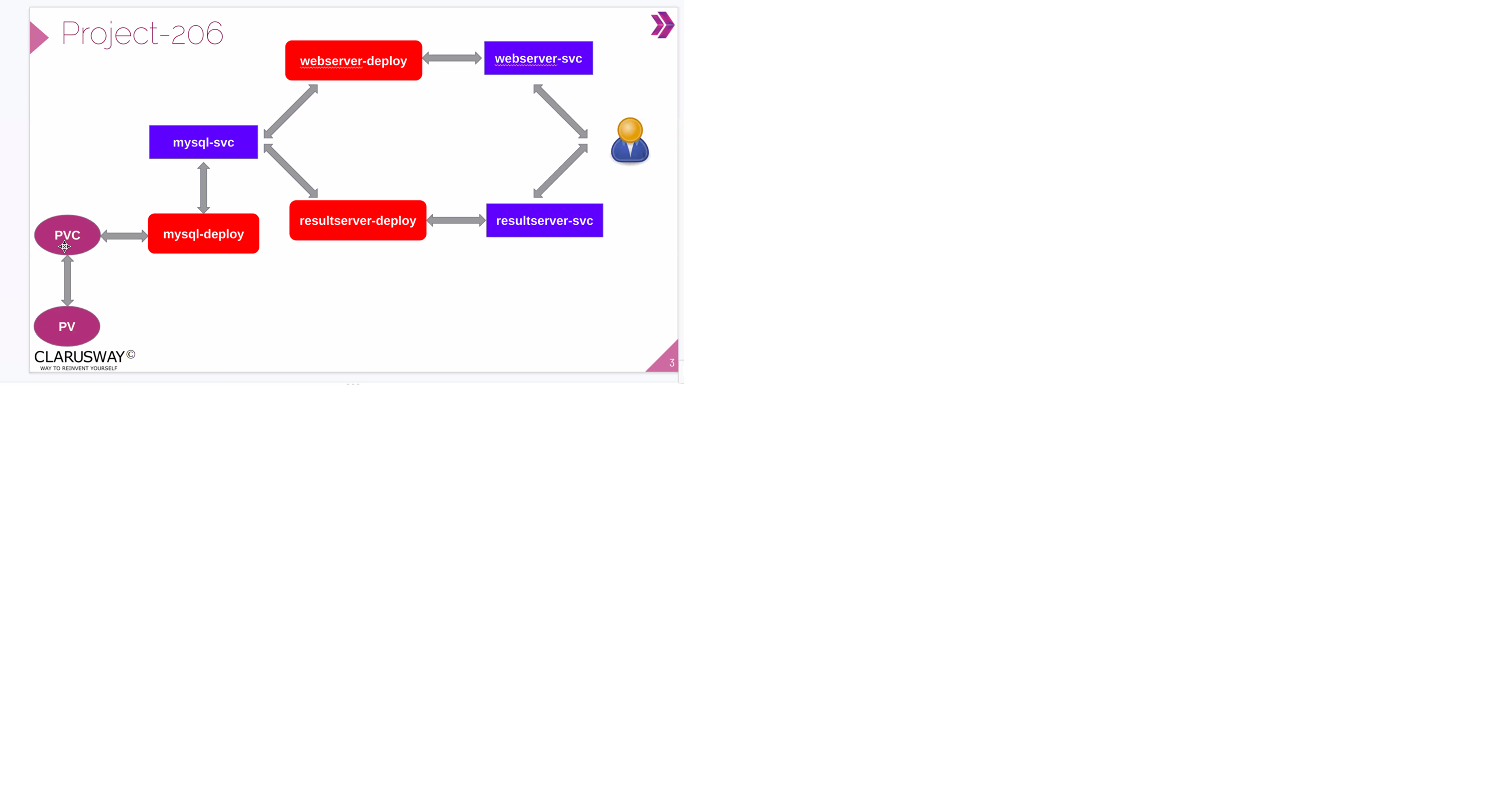 Project-206
webserver-deploy
webserver-svc
mysql-svc
resultserver-deploy
resultserver-svc
PVC
mysql-deploy
PV
CLARUSWAY©
WAY TO REINVENT YOURSELF
3